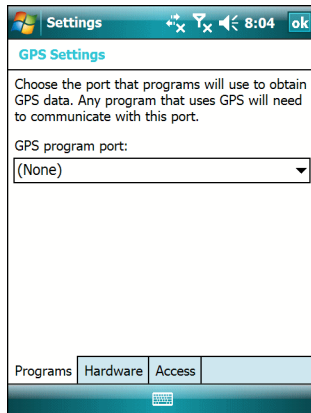 Settings 8:04 ok
GPS Settings
Choose the port that programs will use to obtain
GPS data. Any program that uses GPS will need
to communicate with this port.
GPS program port:
(None)
Programs Hardware Access